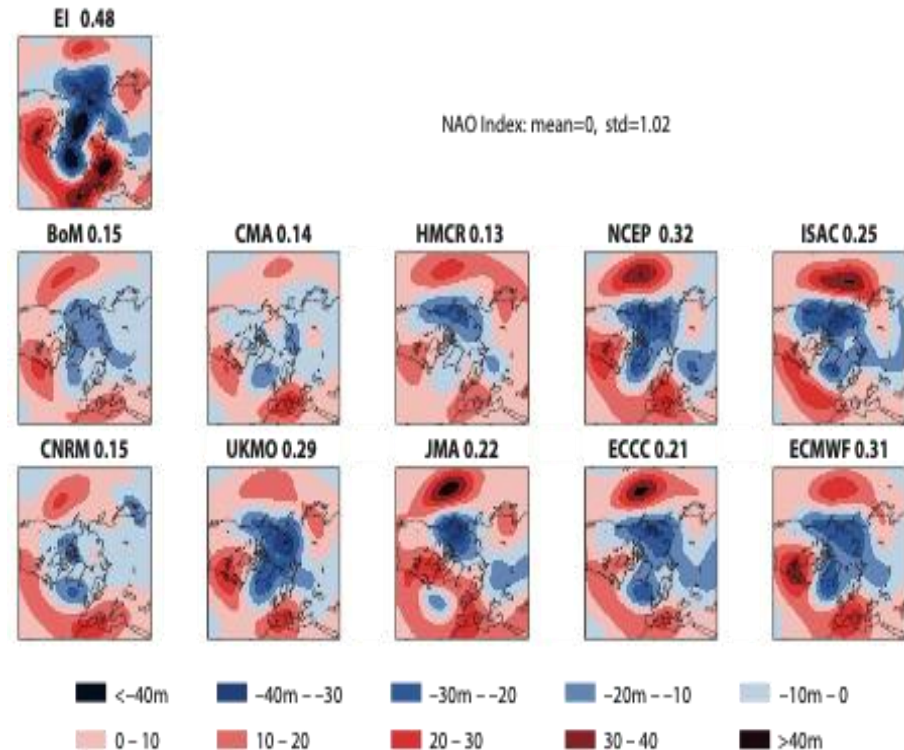 EI 0.48
NAO Index: mean=0, std=1.02
BoM 0.15 CMA 0.14 HMCR 0.13 NCEP 0.32 ISAC 0.25
CNRM 0.15 UKMO 0.29 JMA 0.22 ECCC 0.21 ECMWF 0.31
<–40m –40m – –30 –30m – –20 –20m – –10 –10m – 0
0 – 10 10 – 20 20 – 30 30 – 40 >40m